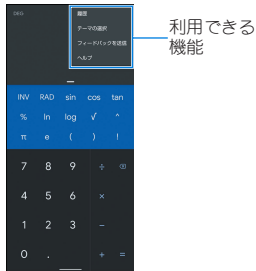 DEG
履歴
テーマの選択
フィードバックを送信
ヘルプ
利用できる
機能
INV RAD sin cos tan
% ln log √ ^
π e ( ) !
7 8 9 ÷ ⌫
4 5 6 ×
1 2 3 −
0 . + =